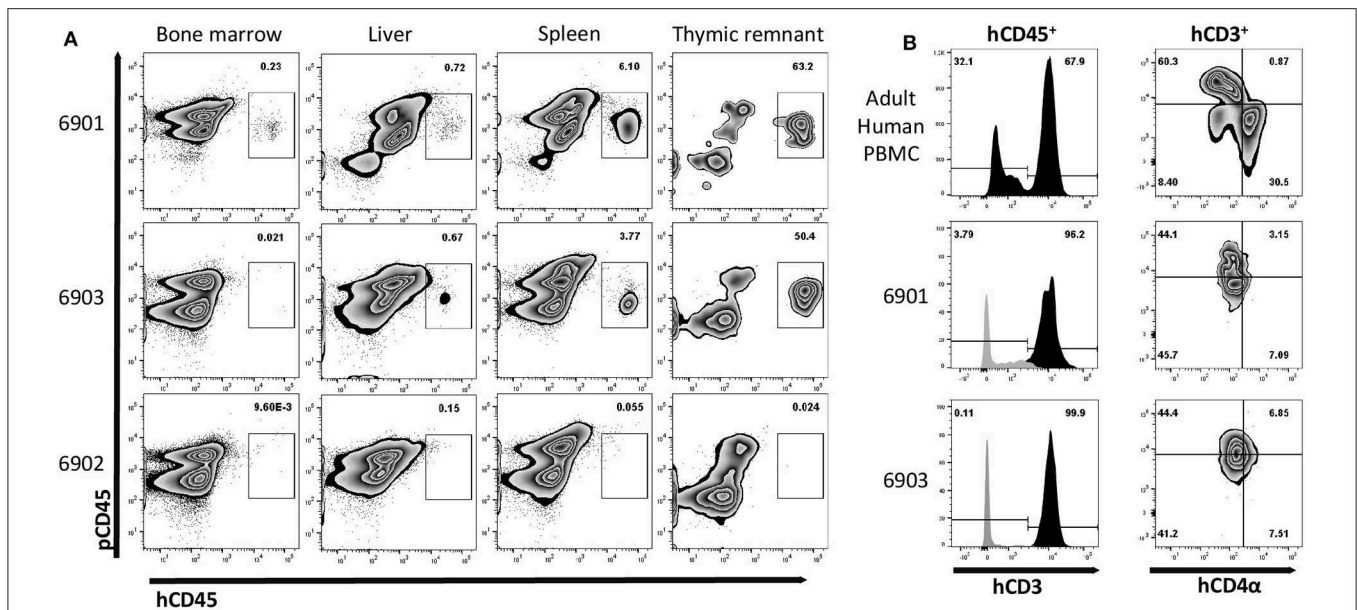 A
Bone marrow
Liver
Spleen
Thymic remnant
6901
0.23
0.72
6.10
63.2
6903
0.021
0.67
3.77
50.4
6902
9.60E-3
0.15
0.055
0.024
pCD45
hCD45
B
hCD45+
hCD3+
Adult
Human
PBMC
32.1
67.9
60.3
0.87
8.40
30.5
6901
3.79
96.2
44.1
3.15
45.7
7.09
6903
0.11
99.9
44.4
6.85
41.2
7.51
hCD3
hCD4α